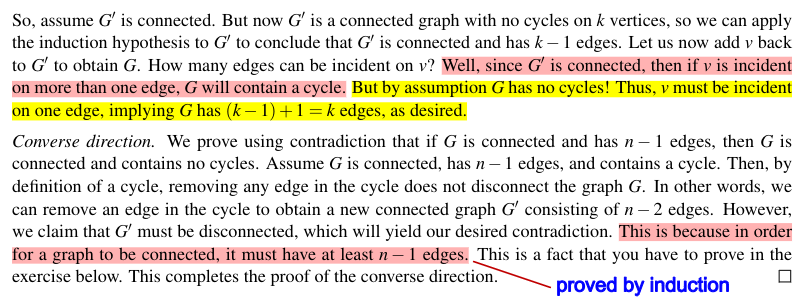 So, assume G′ is connected. But now G′ is a connected graph with no cycles on k vertices, so we can apply
the induction hypothesis to G′ to conclude that G′ is connected and has k − 1 edges. Let us now add v back
to G′ to obtain G. How many edges can be incident on v? Well, since G′ is connected, then if v is incident
on more than one edge, G will contain a cycle. But by assumption G has no cycles! Thus, v must be incident
on one edge, implying G has (k − 1) + 1 = k edges, as desired.
Converse direction. We prove using contradiction that if G is connected and has n − 1 edges, then G is
connected and contains no cycles. Assume G is connected, has n − 1 edges, and contains a cycle. Then, by
definition of a cycle, removing any edge in the cycle does not disconnect the graph G. In other words, we
can remove an edge in the cycle to obtain a new connected graph G′ consisting of n − 2 edges. However,
we claim that G′ must be disconnected, which will yield our desired contradiction. This is because in order
for a graph to be connected, it must have at least n − 1 edges. This is a fact that you have to prove in the
exercise below. This completes the proof of the converse direction. □
proved by induction